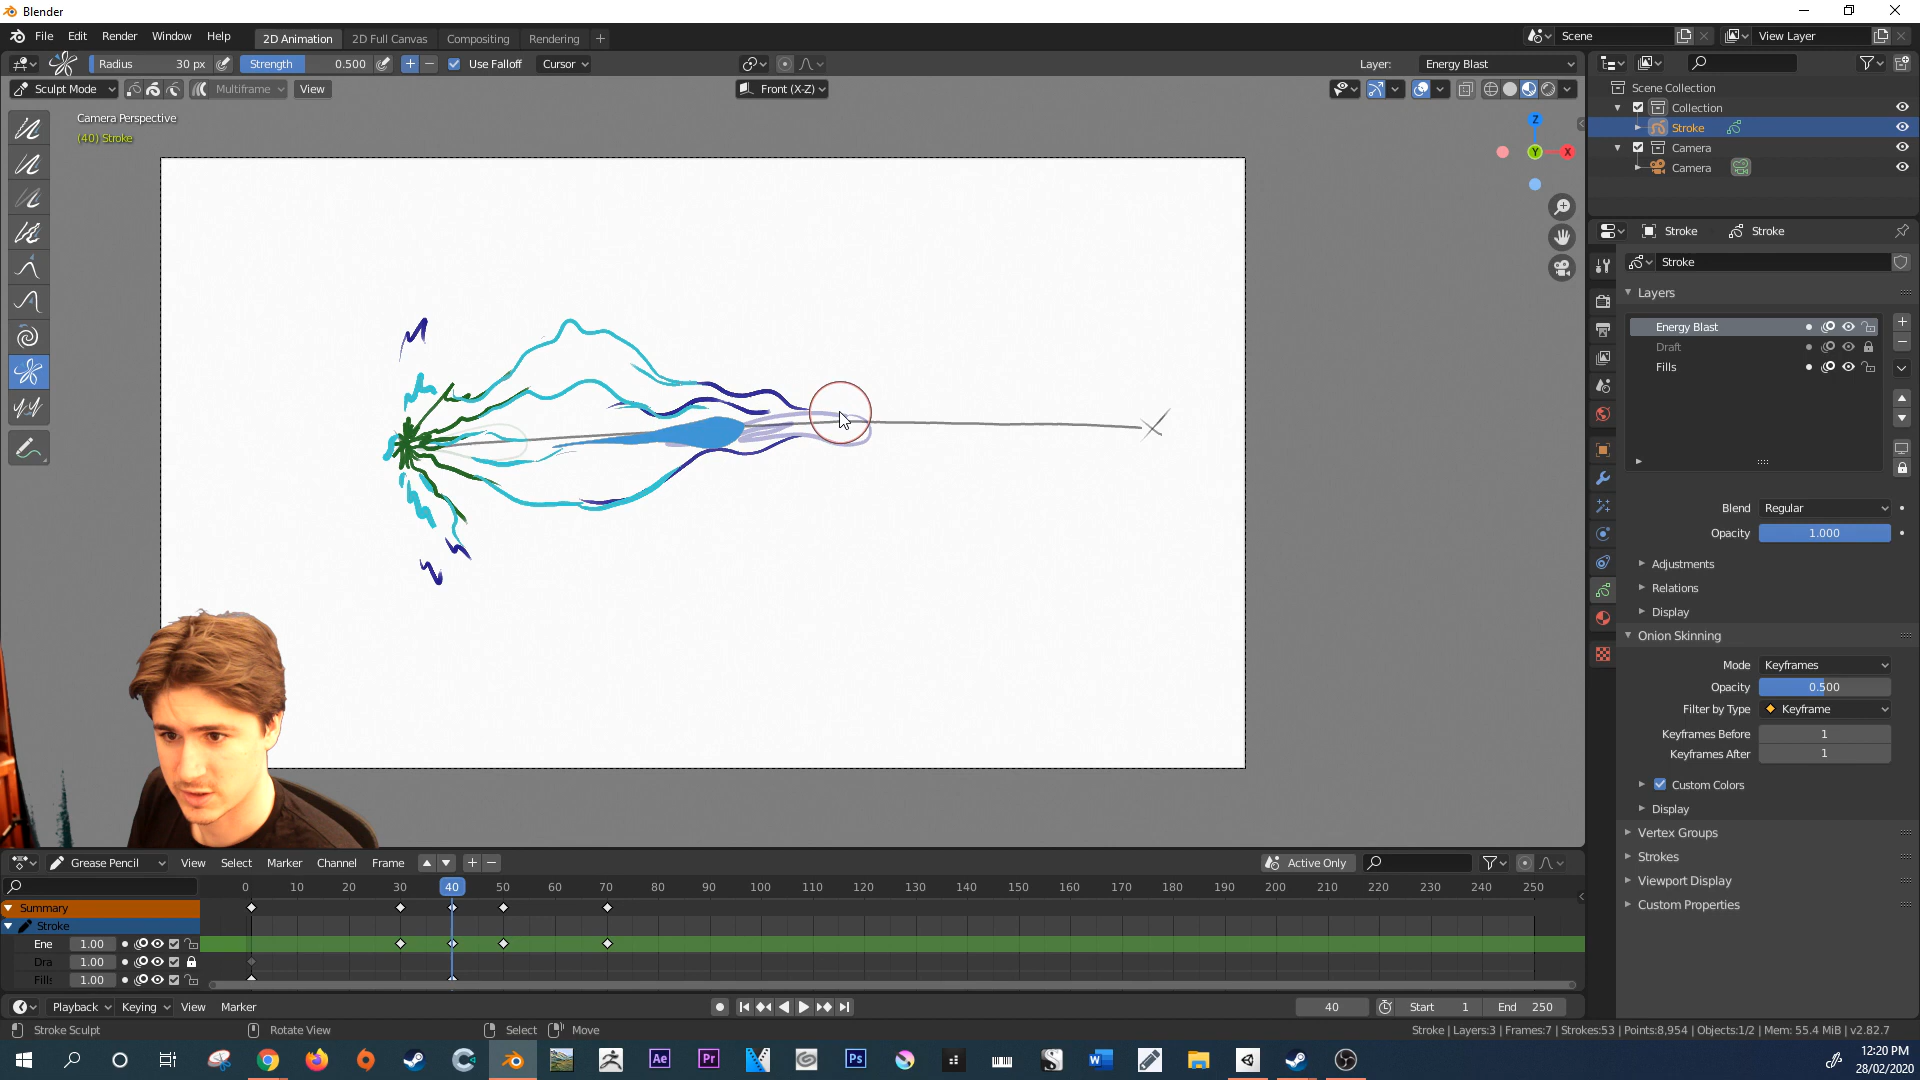 Blender
File Edit Render Window Help
2D Animation 2D Full Canvas Compositing Rendering +
Scene
View Layer
Radius 30 px
Strength 0.500
+ −
Use Falloff
Cursor
Layer: Energy Blast
Sculpt Mode
Multiframe
View
Front (X-Z)
Camera Perspective
(40) Stroke
Z
Y
X
Scene Collection
Collection
Stroke
Camera
Camera
Stroke Stroke
Stroke
Layers
Energy Blast
Draft
Fills
Blend Regular
Opacity 1.000
Adjustments
Relations
Display
Onion Skinning
Mode Keyframes
Opacity 0.500
Filter by Type Keyframe
Keyframes Before 1
Keyframes After 1
Custom Colors
Display
Vertex Groups
Strokes
Viewport Display
Custom Properties
Grease Pencil View Select Marker Channel Frame
Active Only
0 10 20 30 40 50 60 70 80 90 100 110 120 130 140 150 160 170 180 190 200 210 220 230 240 250
Summary
Stroke
Ene 1.00
Dra 1.00
Fills 1.00
Playback Keying View Marker
40
Start 1
End 250
Stroke Sculpt
Rotate View
Select
Move
Stroke | Layers:3 | Frames:7 | Strokes:53 | Points:8,954 | Objects:1/2 | Mem: 55.4 MiB | v2.82.7
Ae
Pr
Ps
12:20 PM
28/02/2020